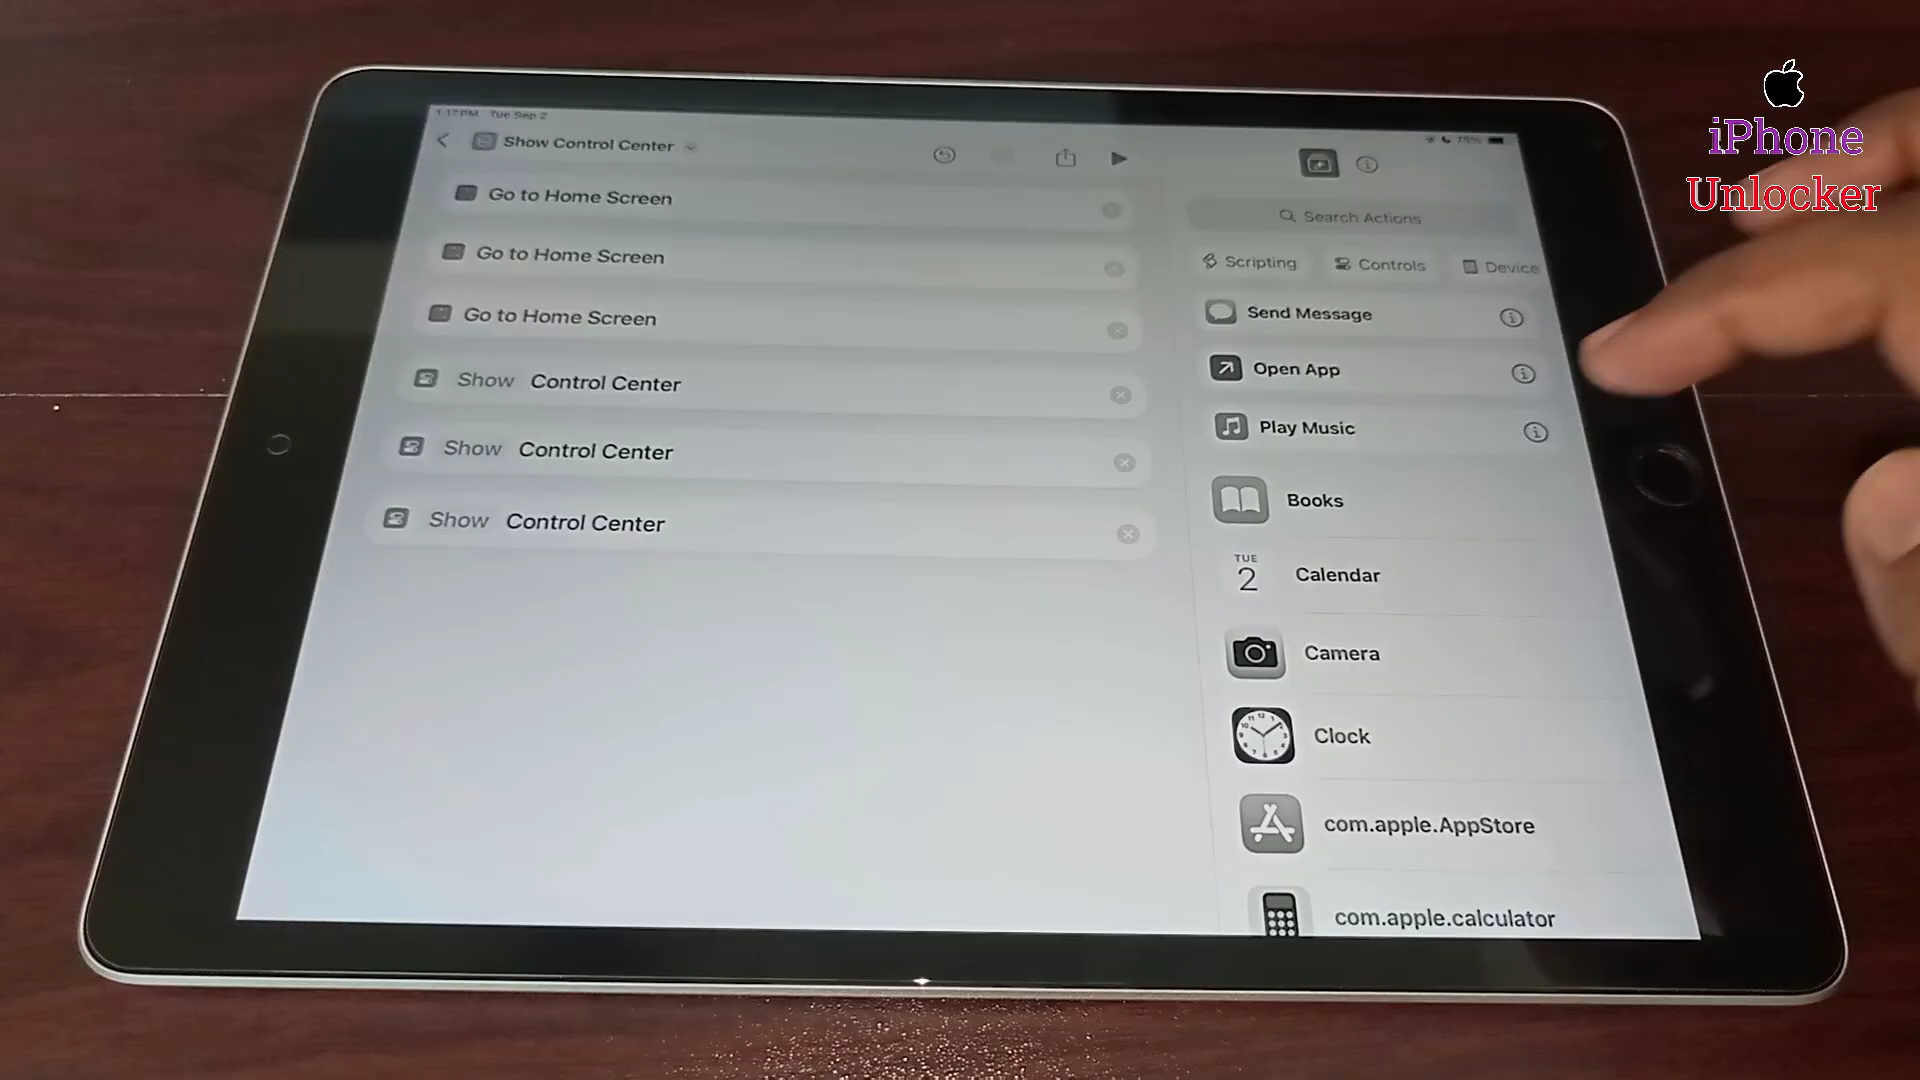 1:17 PM Tue Sep 2
75%
Show Control Center
Go to Home Screen
Go to Home Screen
Go to Home Screen
Show Control Center
Show Control Center
Show Control Center
Search Actions
Scripting Controls Device
Send Message
Open App
Play Music
Books
TUE
2
Calendar
Camera
Clock
com.apple.AppStore
com.apple.calculator
iPhone
Unlocker